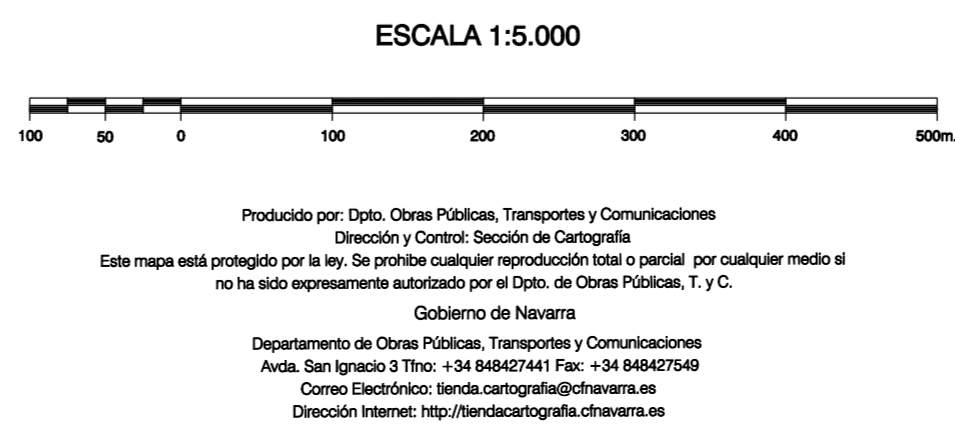 ESCALA 1:5.000
100 50 0 100 200 300 400 500m.
Producido por: Dpto. Obras Públicas, Transportes y Comunicaciones
Dirección y Control: Sección de Cartografía
Este mapa está protegido por la ley. Se prohibe cualquier reproducción total o parcial por cualquier medio si
no ha sido expresamente autorizado por el Dpto. de Obras Públicas, T. y C.
Gobierno de Navarra
Departamento de Obras Públicas, Transportes y Comunicaciones
Avda. San Ignacio 3 Tfno: +34 848427441 Fax: +34 848427549
Correo Electrónico: tienda.cartografia@cfnavarra.es
Dirección Internet: http://tiendacartografia.cfnavarra.es